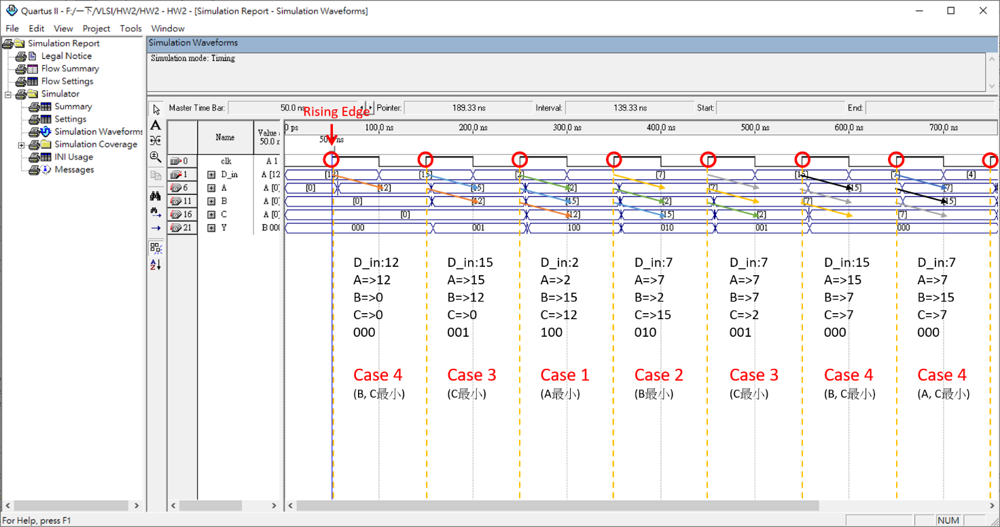 Quartus II - F:/一下/VLSI/HW2/HW2 - HW2 - [Simulation Report - Simulation Waveforms]
File Edit View Project Tools Window
Simulation Report
Legal Notice
Flow Summary
Flow Settings
Simulator
Summary
Settings
Simulation Waveforms
Simulation Coverage
INI Usage
Messages
Simulation Waveforms
Simulation mode: Timing
Master Time Bar: 50.0 ns Pointer: 189.33 ns Interval: 139.33 ns Start: End:
Rising Edge
Name Value 50.0
0 ps 100.0 ns 200.0 ns 300.0 ns 400.0 ns 500.0 ns 600.0 ns 700.0 ns
0 clk A 1
1 D_in A [12 [12] [15] [2] [7] [15] [4]
6 A A [0] [0] [12] [2] [7] [15] [7]
11 B A [0] [0] [15] [2] [7] [15]
16 C A [0] [0] [12] [15] [2] [7]
21 Y B 000 000 001 100 010 001 000
D_in:12 D_in:15 D_in:2 D_in:7 D_in:7 D_in:15 D_in:7
A=>12 A=>15 A=>2 A=>7 A=>7 A=>15 A=>7
B=>0 B=>12 B=>15 B=>2 B=>7 B=>7 B=>15
C=>0 C=>0 C=>12 C=>15 C=>2 C=>7 C=>7
000 001 100 010 001 000 000
Case 4 Case 3 Case 1 Case 2 Case 3 Case 4 Case 4
(B, C最小) (C最小) (A最小) (B最小) (C最小) (B, C最小) (A, C最小)
For Help, press F1 NUM